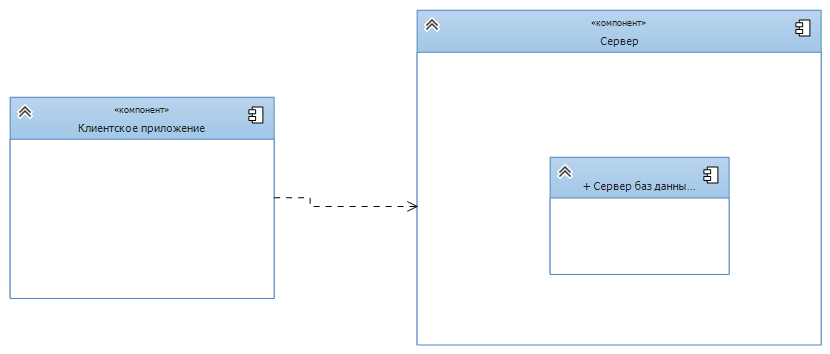 «компонент»
Клиентское приложение
«компонент»
Сервер
+ Сервер баз данны...